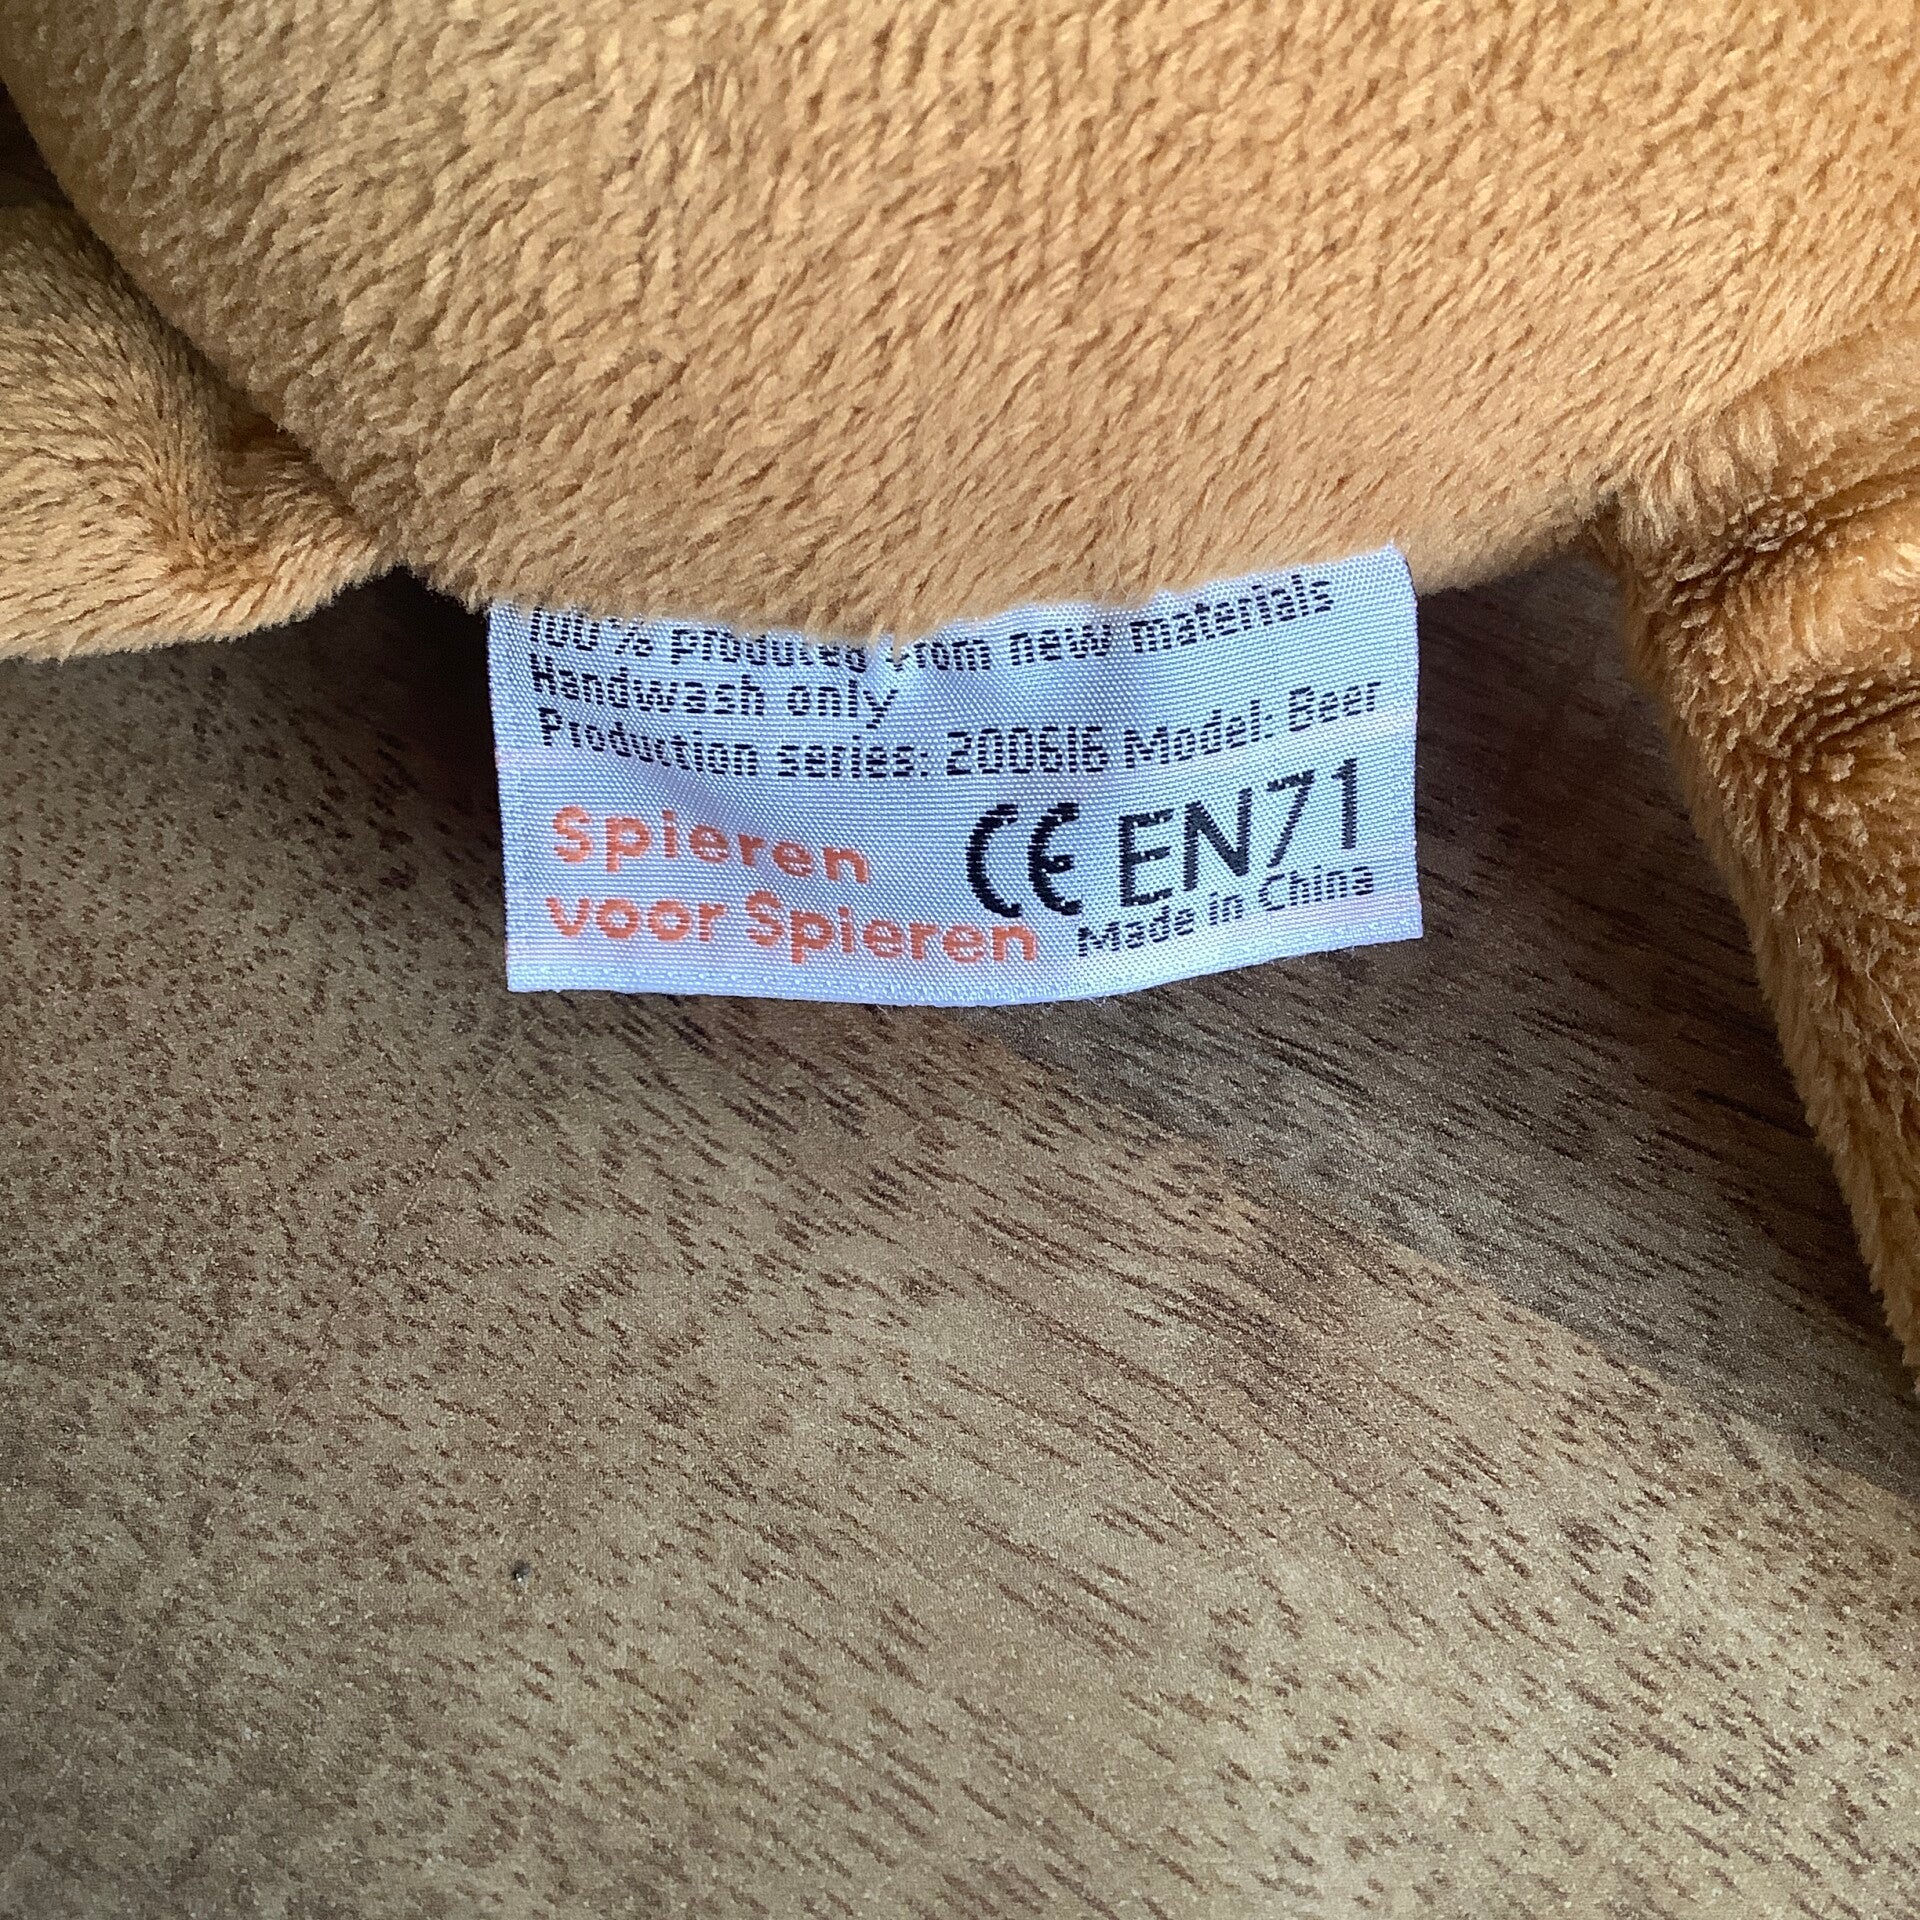 100% produced from new materials
Handwash only
Production series: 200616 Model: Beer
Spieren
voor Spieren
CE EN71
Made in China